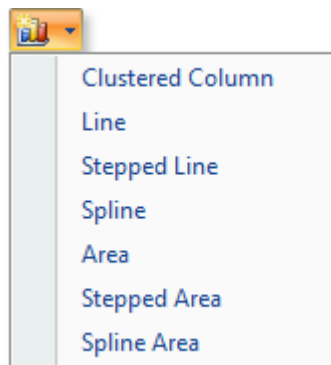 Clustered Column
Line
Stepped Line
Spline
Area
Stepped Area
Spline Area